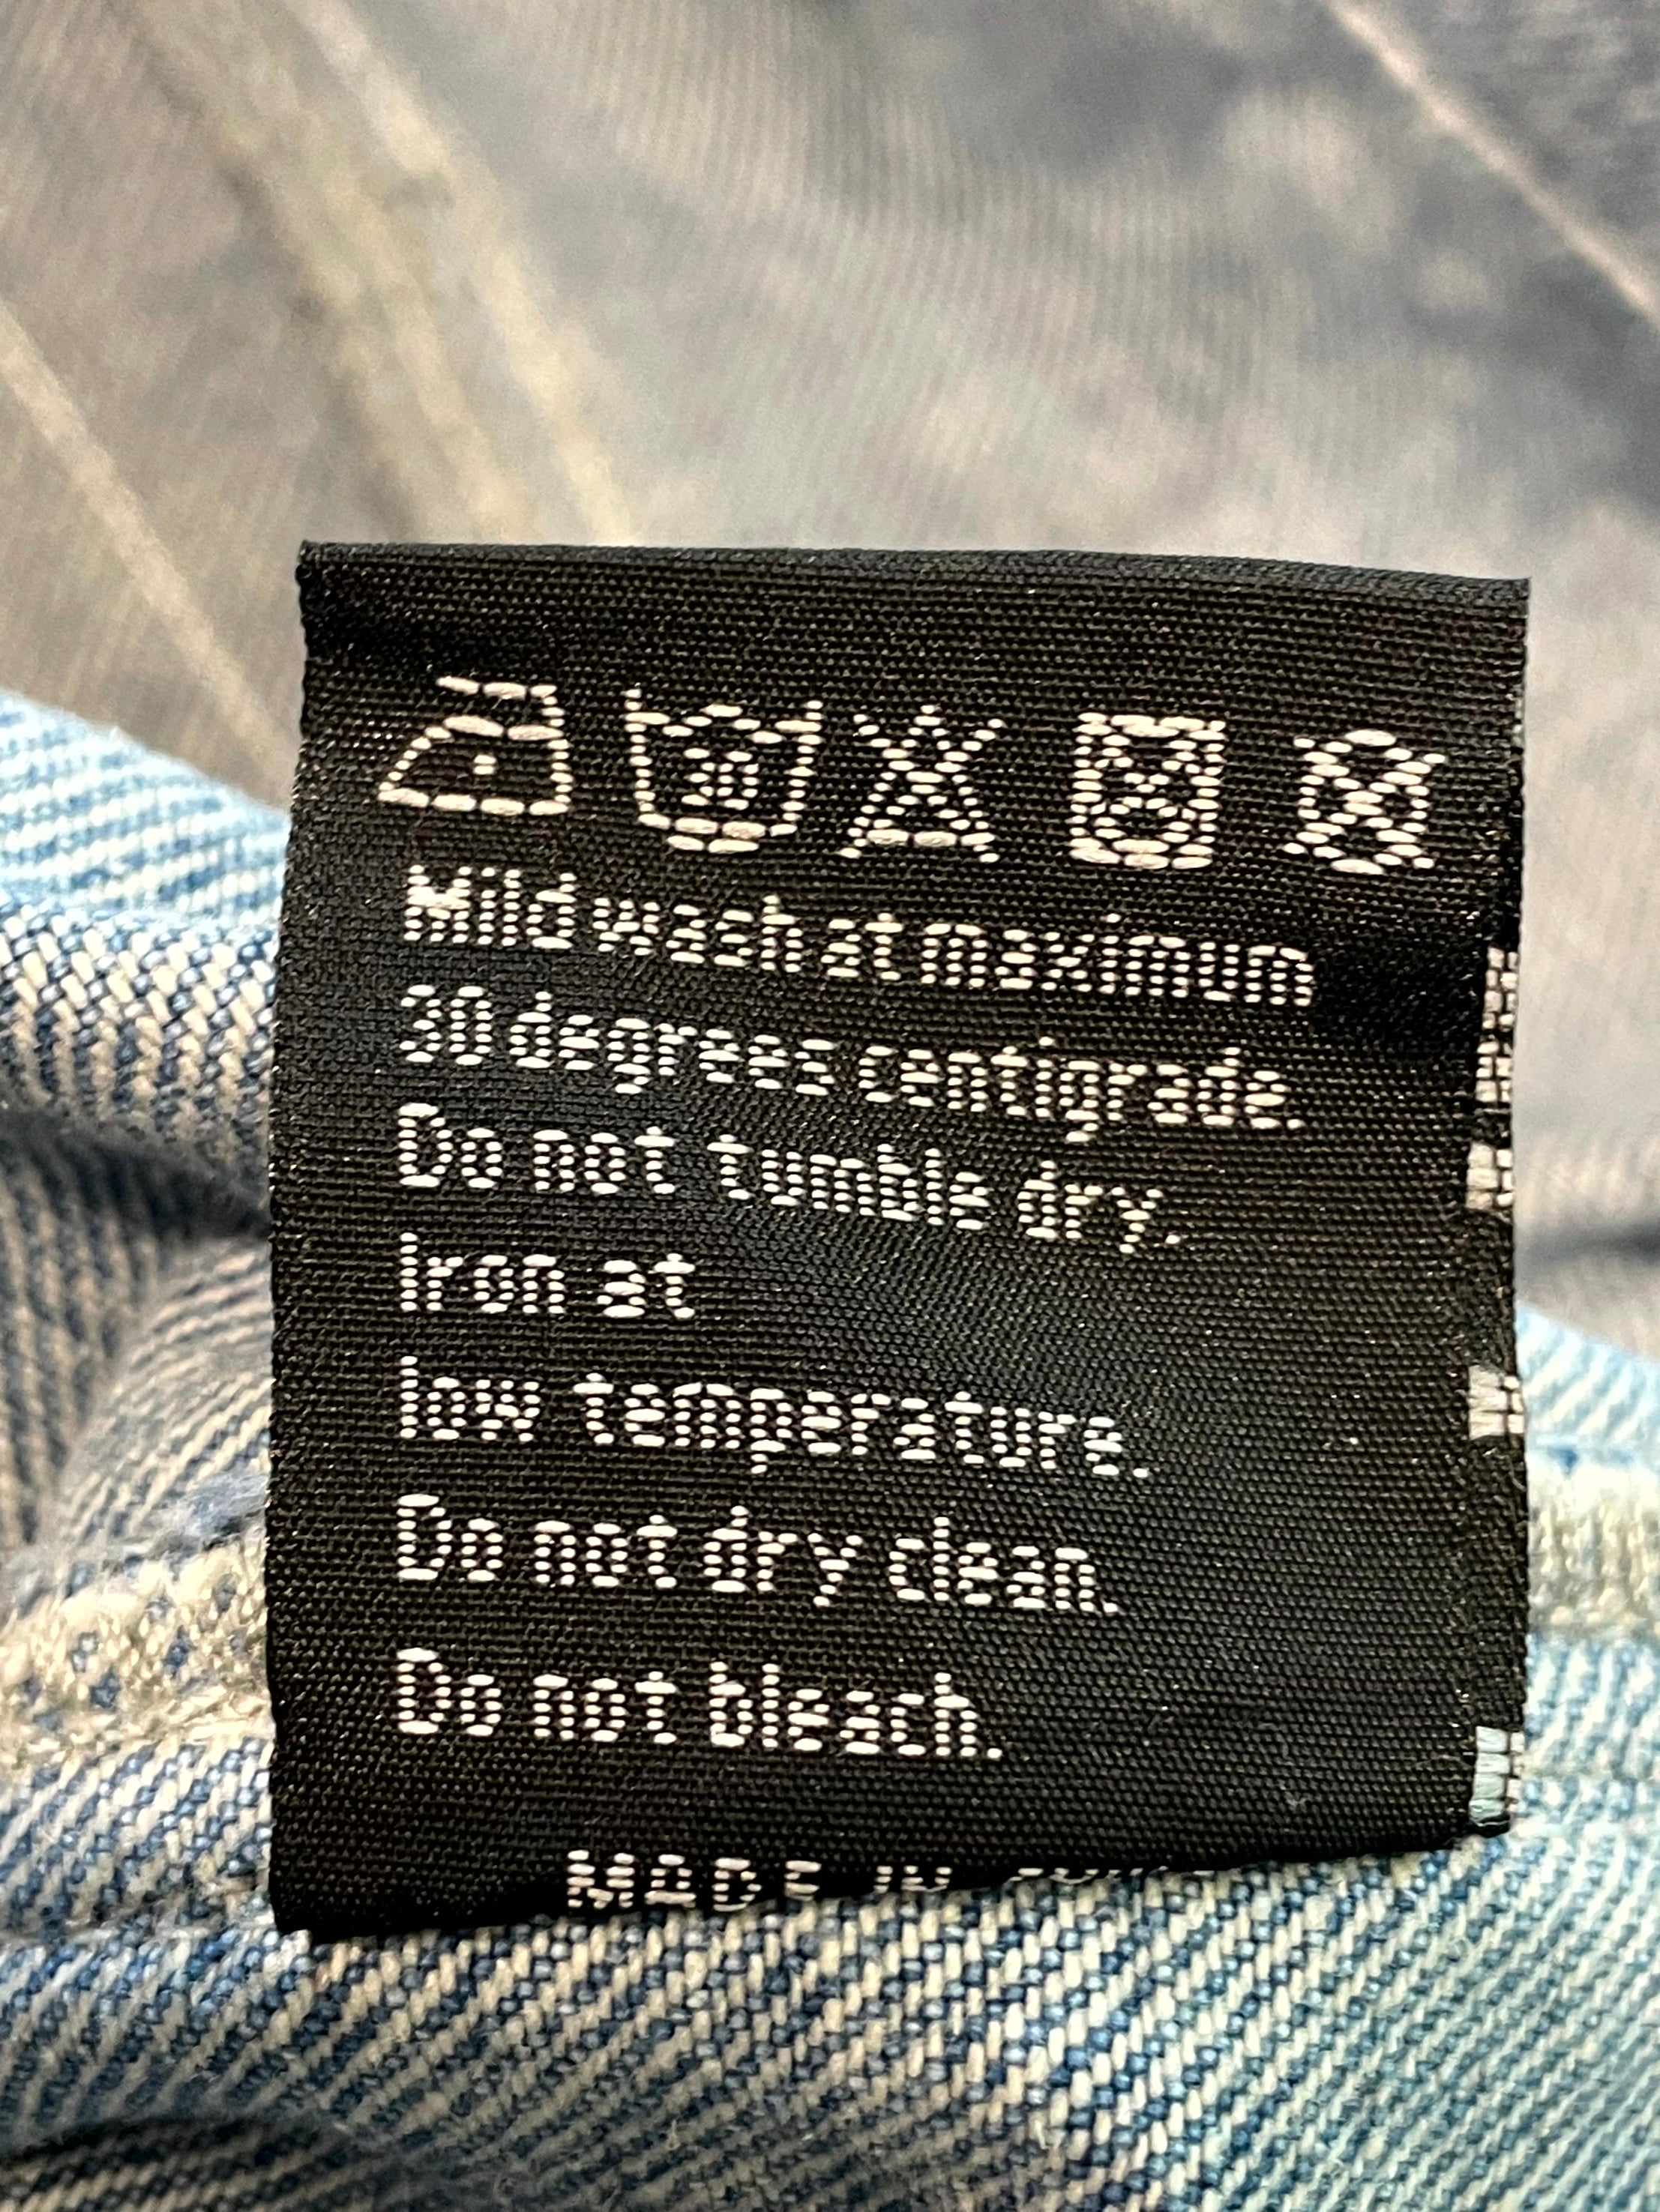 30
Mild wash at maximum
30 degrees centigrade.
Do not tumble dry.
Iron at
low temperature.
Do not dry clean.
Do not bleach.
MADE IN